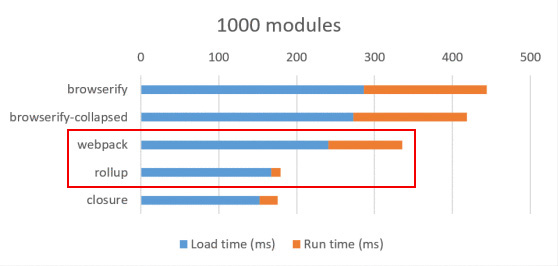 1000 modules
0 100 200 300 400 500
browserify
browserify-collapsed
webpack
rollup
closure
Load time (ms) Run time (ms)